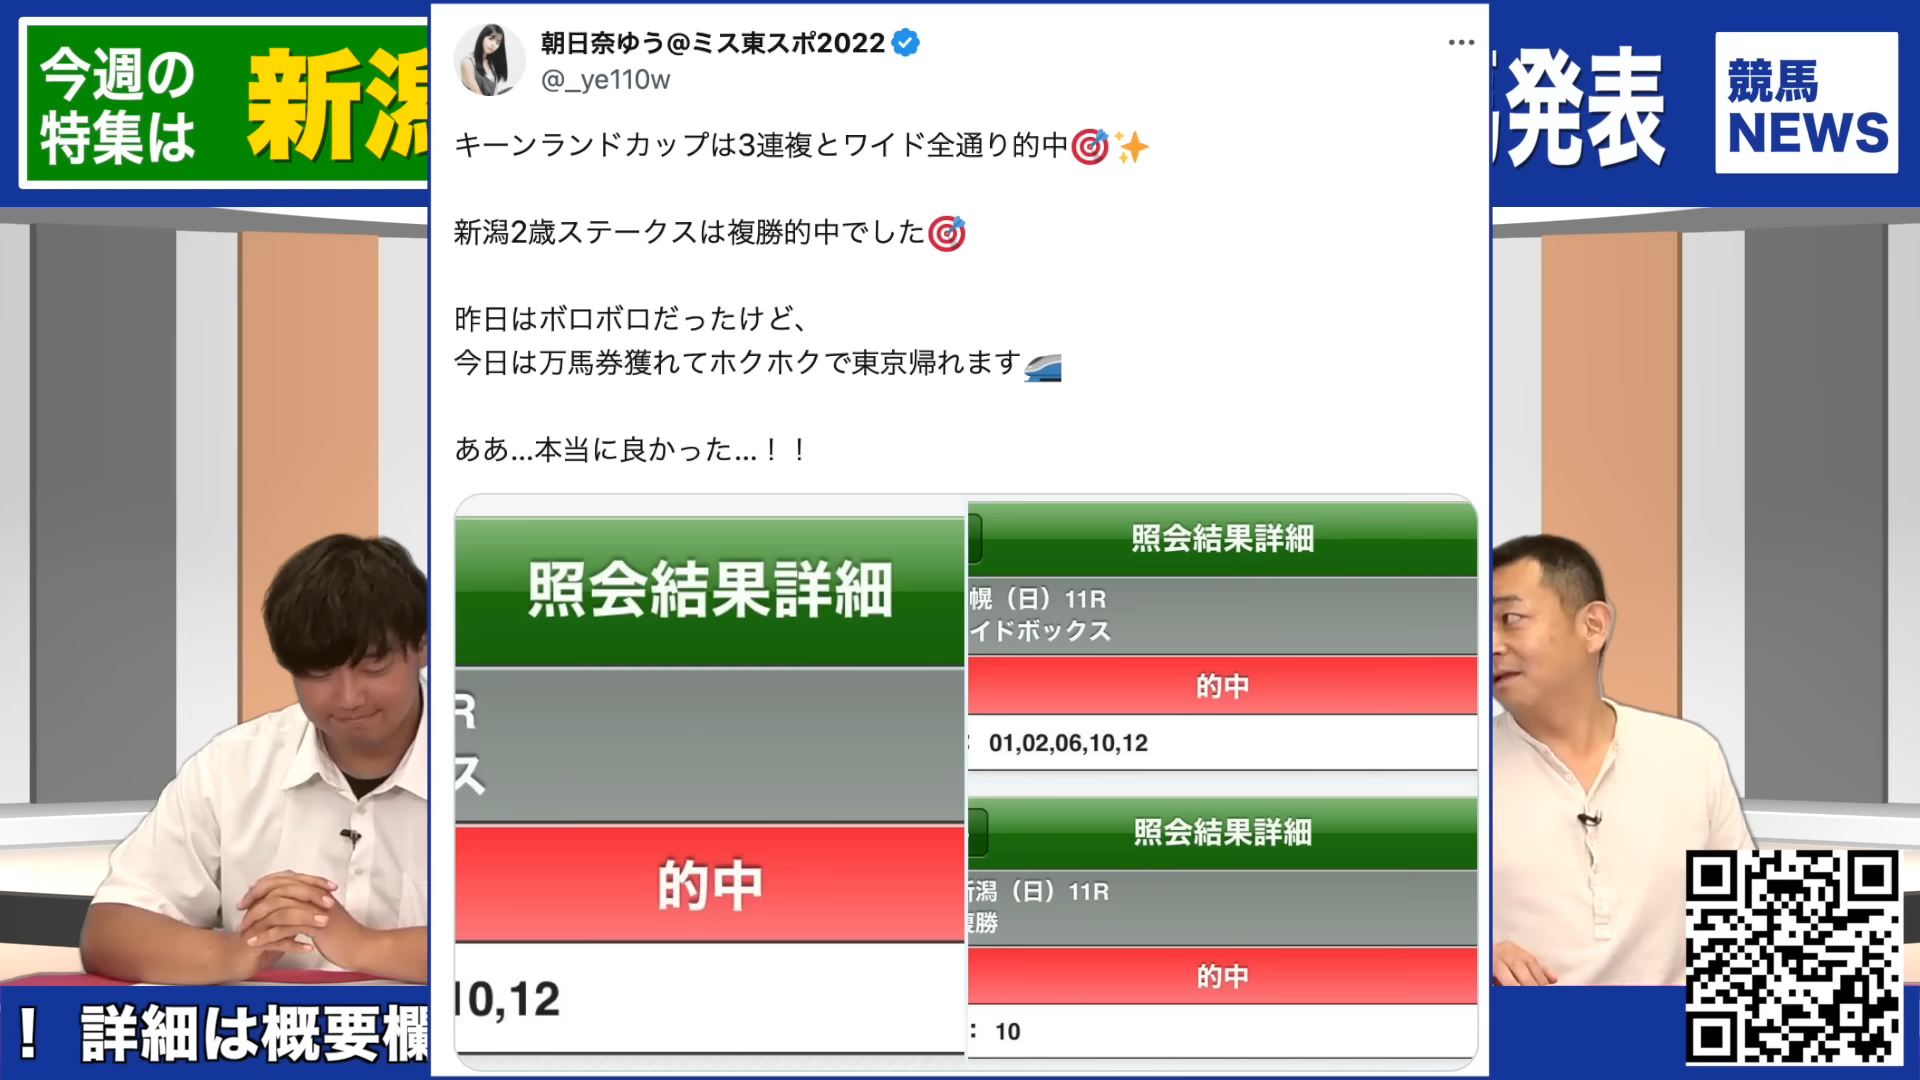 今週の
特集は
新潟
発表
競馬
NEWS
朝日奈ゆう@ミス東スポ2022
@_ye110w
キーンランドカップは3連複とワイド全通り的中🎯✨
新潟2歳ステークスは複勝的中でした🎯
昨日はボロボロだったけど、
今日は万馬券獲れてホクホクで東京帰れます🚄
ああ...本当に良かった...！！
照会結果詳細
R
ス
的中
10,12
照会結果詳細
幌（日）11R
イドボックス
的中
: 01,02,06,10,12
照会結果詳細
新潟（日）11R
複勝
的中
: 10
！ 詳細は概要欄